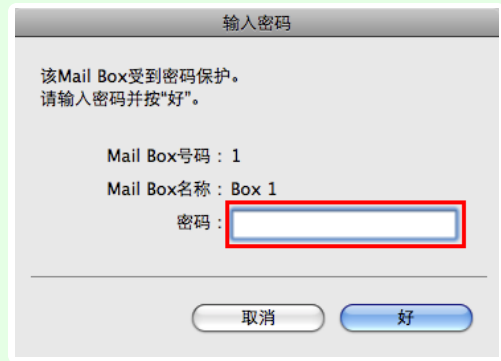 输入密码
该Mail Box受到密码保护。
请输入密码并按“好”。
Mail Box号码：1
Mail Box名称：Box 1
密码：
取消
好